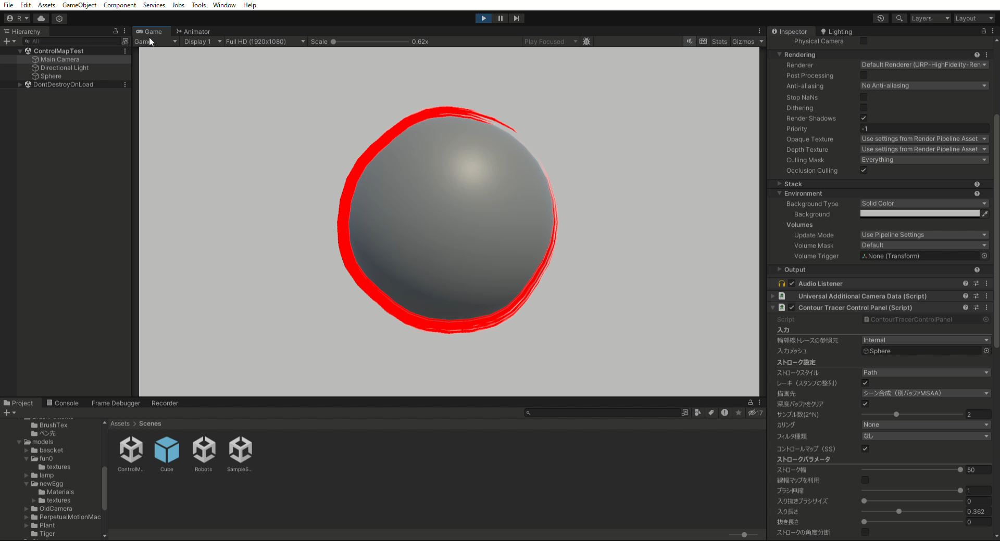 File Edit Assets GameObject Component Services Jobs Tools Window Help
R Layers Layout
Hierarchy
All
ControlMapTest
Main Camera
Directional Light
Sphere
DontDestroyOnLoad
Game Animator
Game Display 1 Full HD (1920x1080) Scale 0.62x Play Focused Stats Gizmos
Inspector Lighting
Physical Camera
Rendering
Renderer Default Renderer (URP-HighFidelity-Ren
Post Processing
Anti-aliasing No Anti-aliasing
Stop NaNs
Dithering
Render Shadows
Priority -1
Opaque Texture Use settings from Render Pipeline Asset
Depth Texture Use settings from Render Pipeline Asset
Culling Mask Everything
Occlusion Culling
Stack
Environment
Background Type Solid Color
Background
Volumes
Update Mode Use Pipeline Settings
Volume Mask Default
Volume Trigger None (Transform)
Output
Audio Listener
Universal Additional Camera Data (Script)
Contour Tracer Control Panel (Script)
Script ContourTracerControlPanel
入力
輪郭線トレースの参照元 Internal
入力メッシュ Sphere
ストローク設定
ストロークスタイル Path
レーキ（スタンプの整列）
描画先 シーン合成（別バッファMSAA）
深度バッファをクリア
サンプル数(2^N) 2
カリング None
フィルタ種類 なし
コントロールマップ（SS）
ストロークパラメータ
ストローク幅 50
線幅マップを利用
ブラシ伸縮 1
入り抜きブラシサイズ 0
入り長さ 0.362
抜き長さ 0
ストロークの角度分断
Project Console Frame Debugger Recorder
17
BrushTex
ペン先
models
bascket
fun0
textures
lamp
newEgg
Materials
textures
OldCamera
PerpetualMotionMac
Plant
Tiger
Assets > Scenes
ControlM... Cube Robots SampleS...